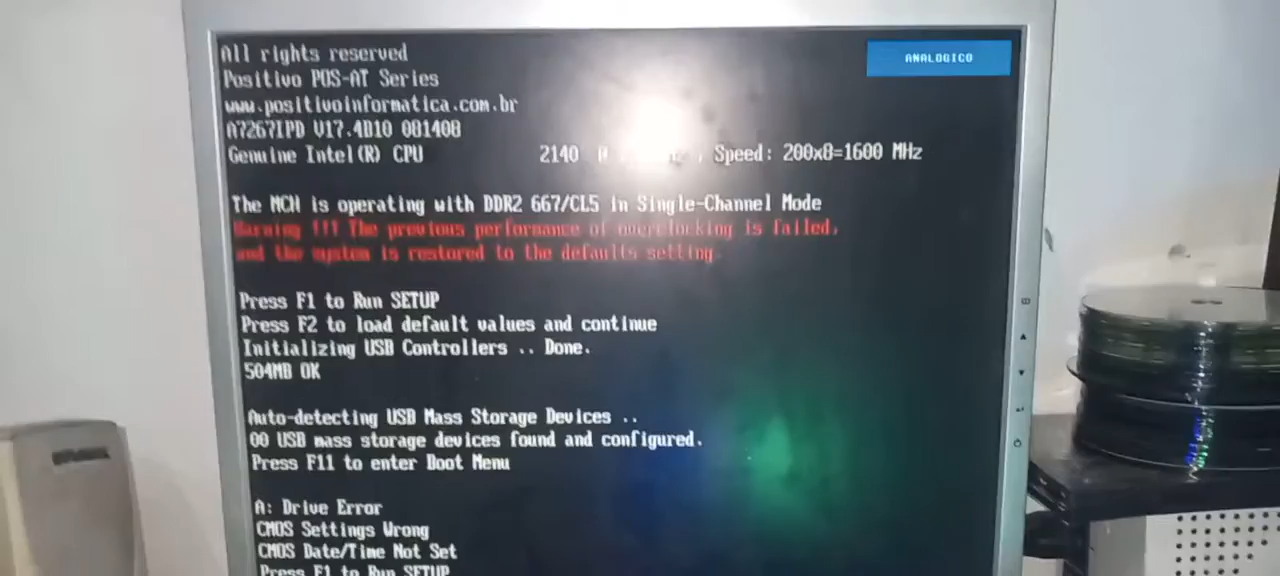 All rights reserved
ANALOGICO
Positivo POS-AT Series
www.positivoinformatica.com.br
A7267IPD V17.4B10 081408
Genuine Intel(R) CPU 2140 , Speed: 200x8=1600 MHz
The MCH is operating with DDR2 667/CL5 in Single-Channel Mode
Warning !!! The previous performance of overclocking is failed,
and the system is restored to the defaults setting.
Press F1 to Run SETUP
Press F2 to load default values and continue
Initializing USB Controllers .. Done.
504MB OK
Auto-detecting USB Mass Storage Devices ..
00 USB mass storage devices found and configured.
Press F11 to enter Boot Menu
A: Drive Error
CMOS Settings Wrong
CMOS Date/Time Not Set
Press F1 to Run SETUP